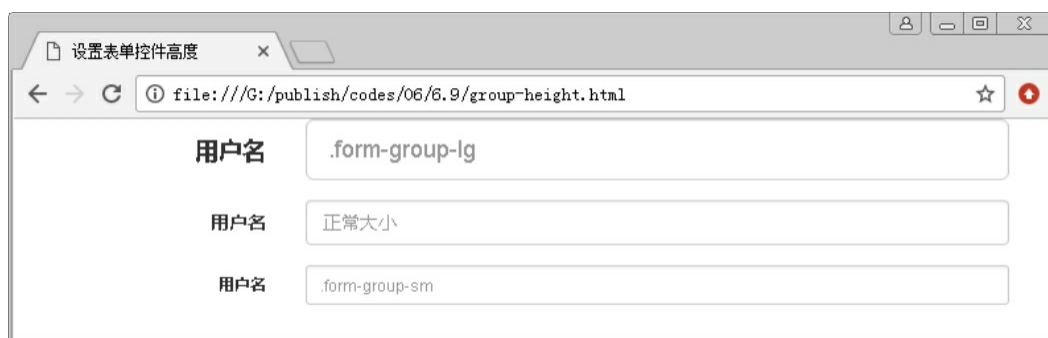 设置表单控件高度
file:///G:/publish/codes/06/6.9/group-height.html
用户名 .form-group-lg
用户名 正常大小
用户名 .form-group-sm